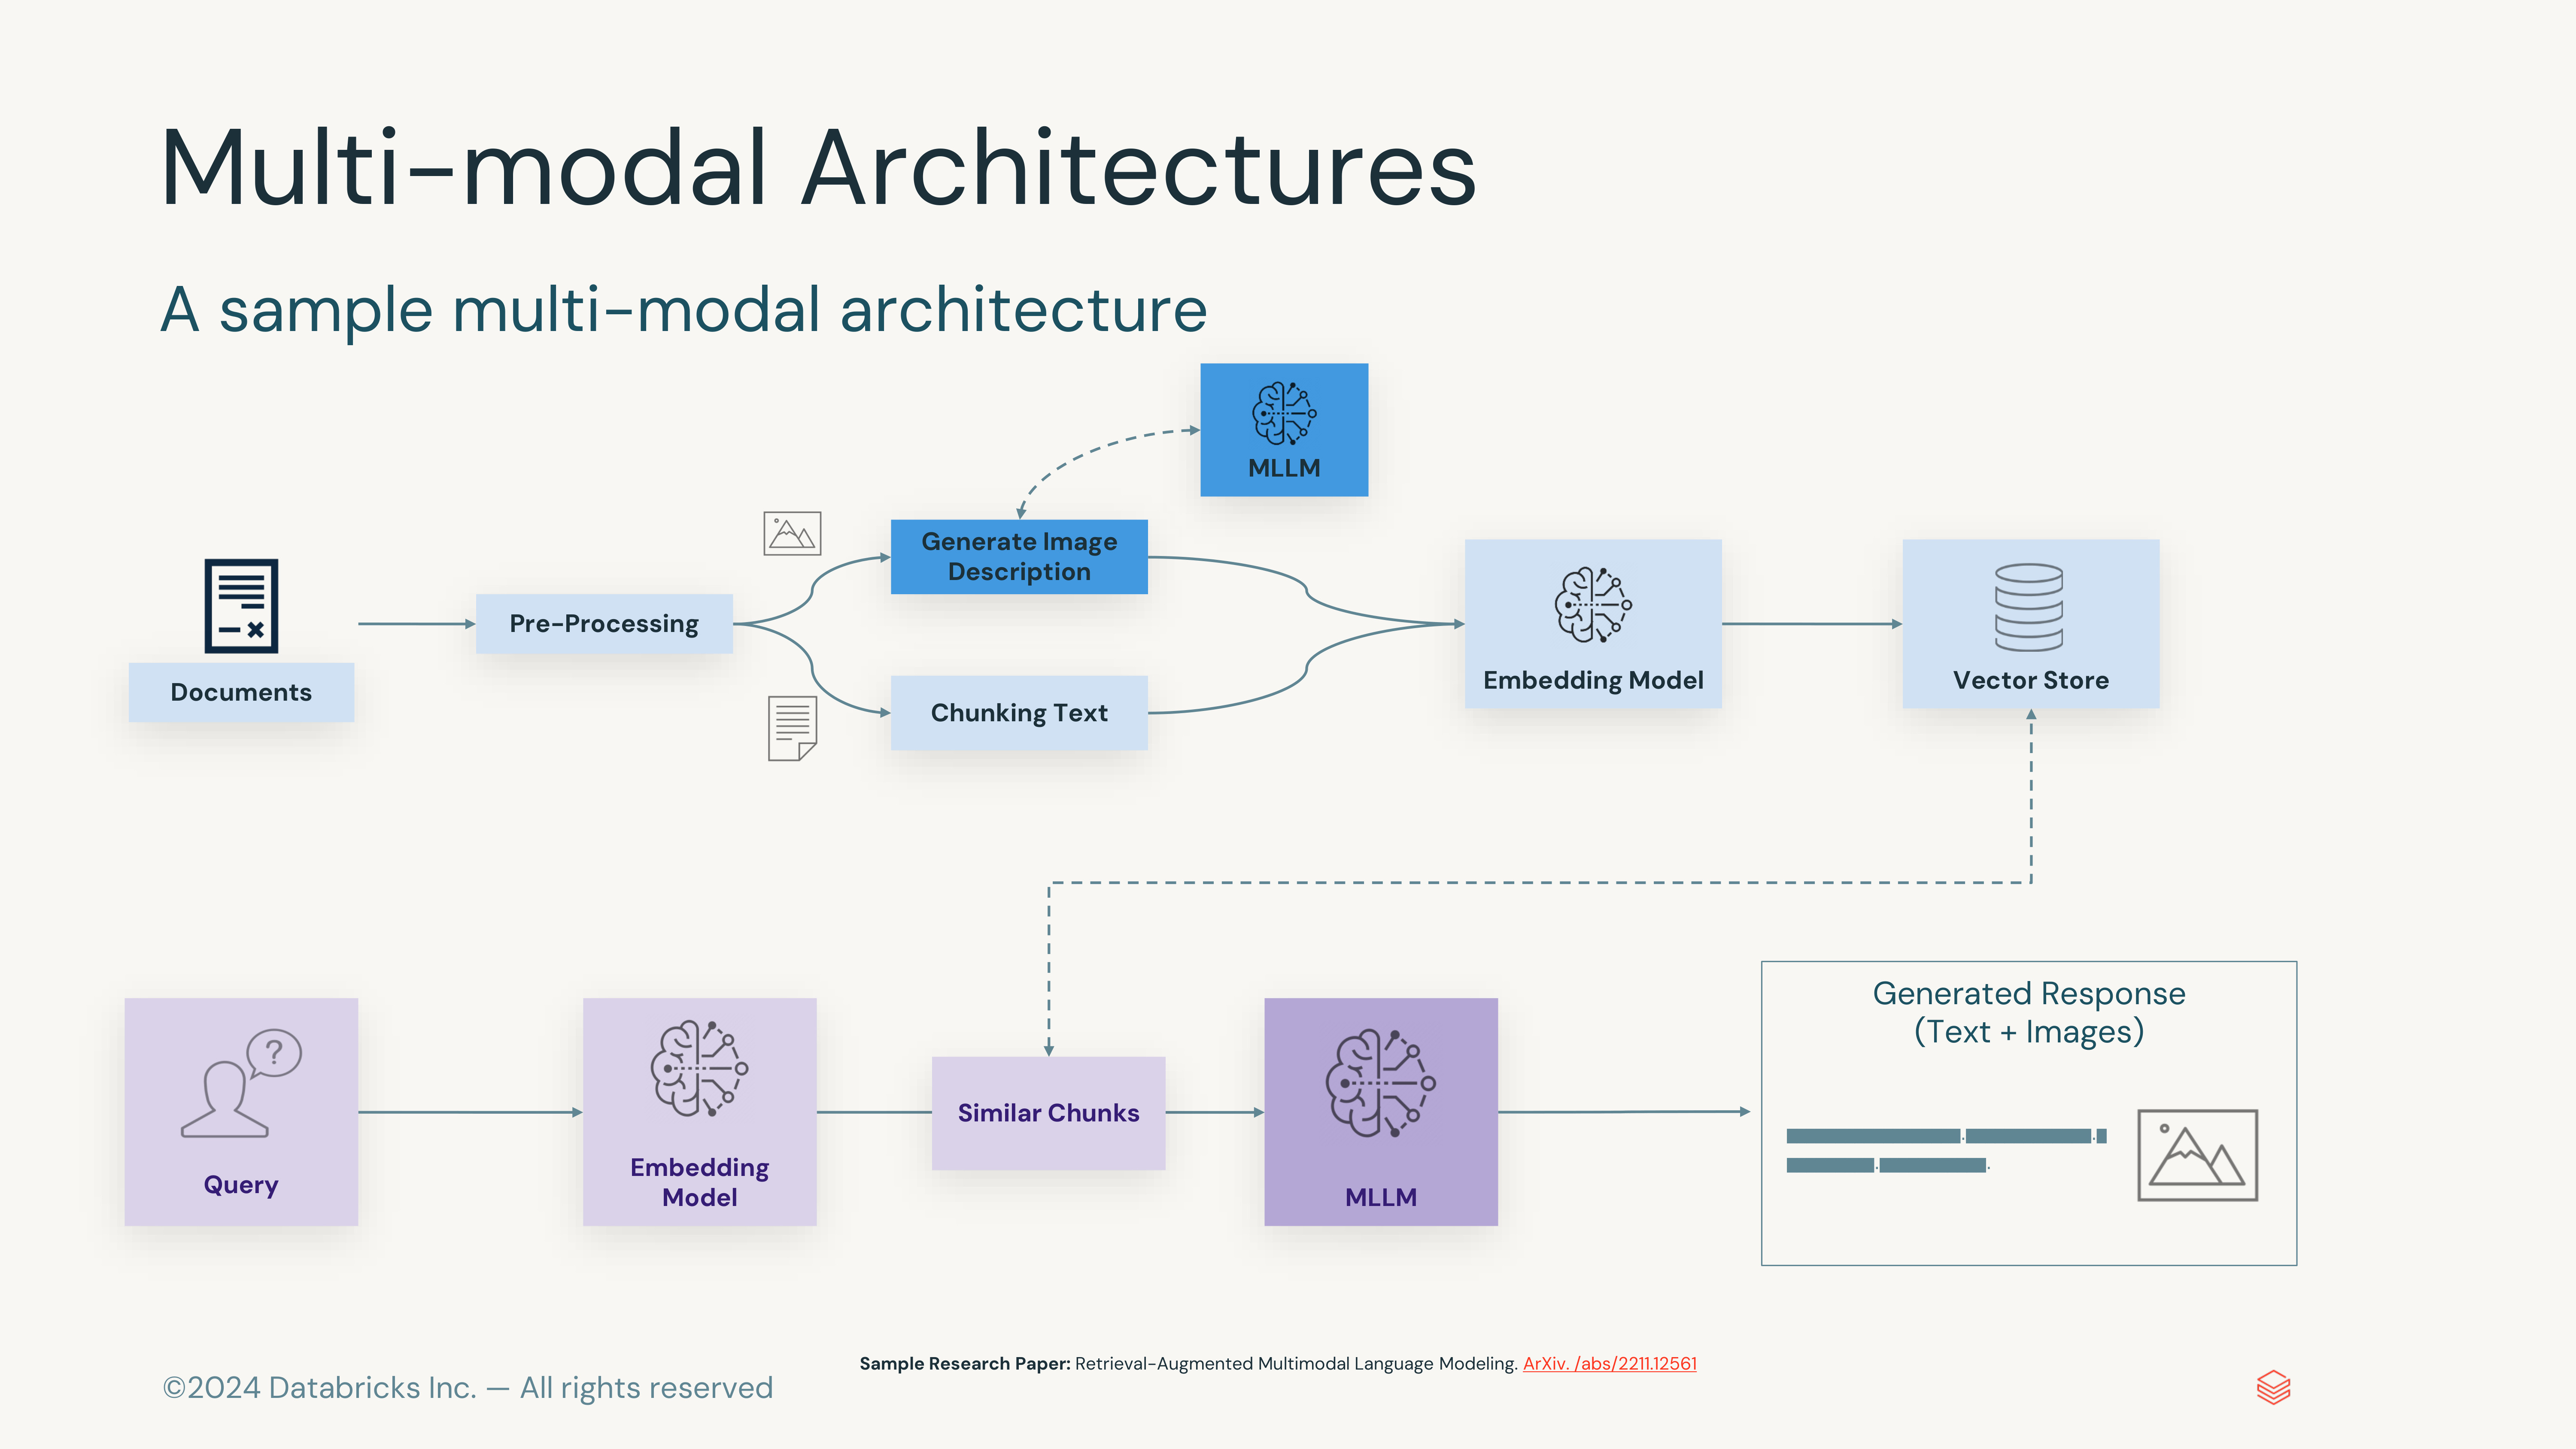 Multi-modal Architectures
A sample multi-modal architecture
MLLM
Generate Image
Description
Documents
Pre-Processing
Chunking Text
Embedding Model
Vector Store
?
Query
Embedding
Model
Similar Chunks
MLLM
Generated Response
(Text + Images)
Sample Research Paper: Retrieval-Augmented Multimodal Language Modeling. ArXiv. /abs/2211.12561
©2024 Databricks Inc. — All rights reserved